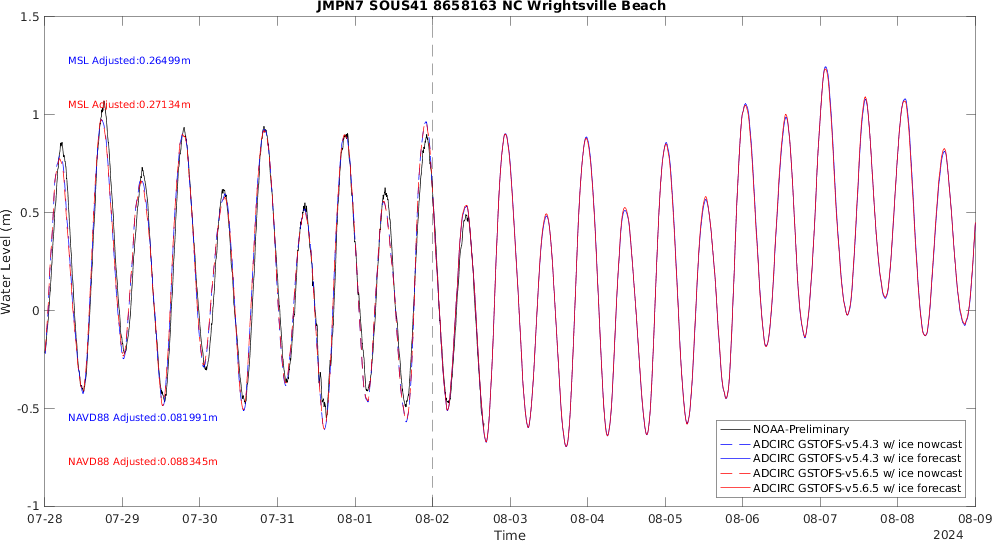 JMPN7 SOUS41 8658163 NC Wrightsville Beach
1.5
1
0.5
0
-0.5
-1
Water Level (m)
MSL Adjusted:0.26499m
MSL Adjusted:0.27134m
NAVD88 Adjusted:0.081991m
NAVD88 Adjusted:0.088345m
NOAA-Preliminary
ADCIRC GSTOFS-v5.4.3 w/ ice nowcast
ADCIRC GSTOFS-v5.4.3 w/ ice forecast
ADCIRC GSTOFS-v5.6.5 w/ ice nowcast
ADCIRC GSTOFS-v5.6.5 w/ ice forecast
07-28 07-29 07-30 07-31 08-01 08-02 08-03 08-04 08-05 08-06 08-07 08-08 08-09
Time
2024